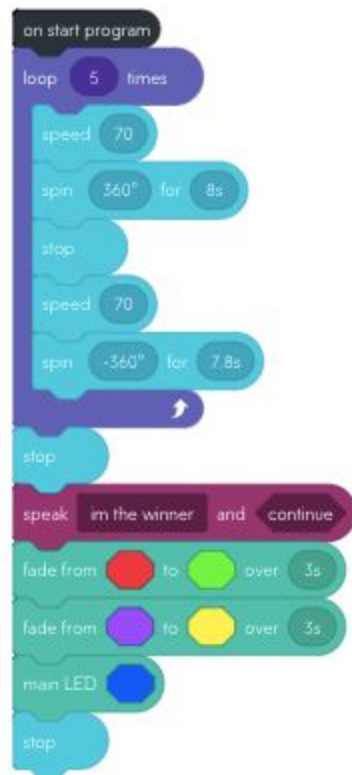 on start program
loop 5 times
speed 70
spin 360° for 8s
stop
speed 70
spin -360° for 7.8s
stop
speak im the winner and continue
fade from to over 3s
fade from to over 3s
main LED
stop